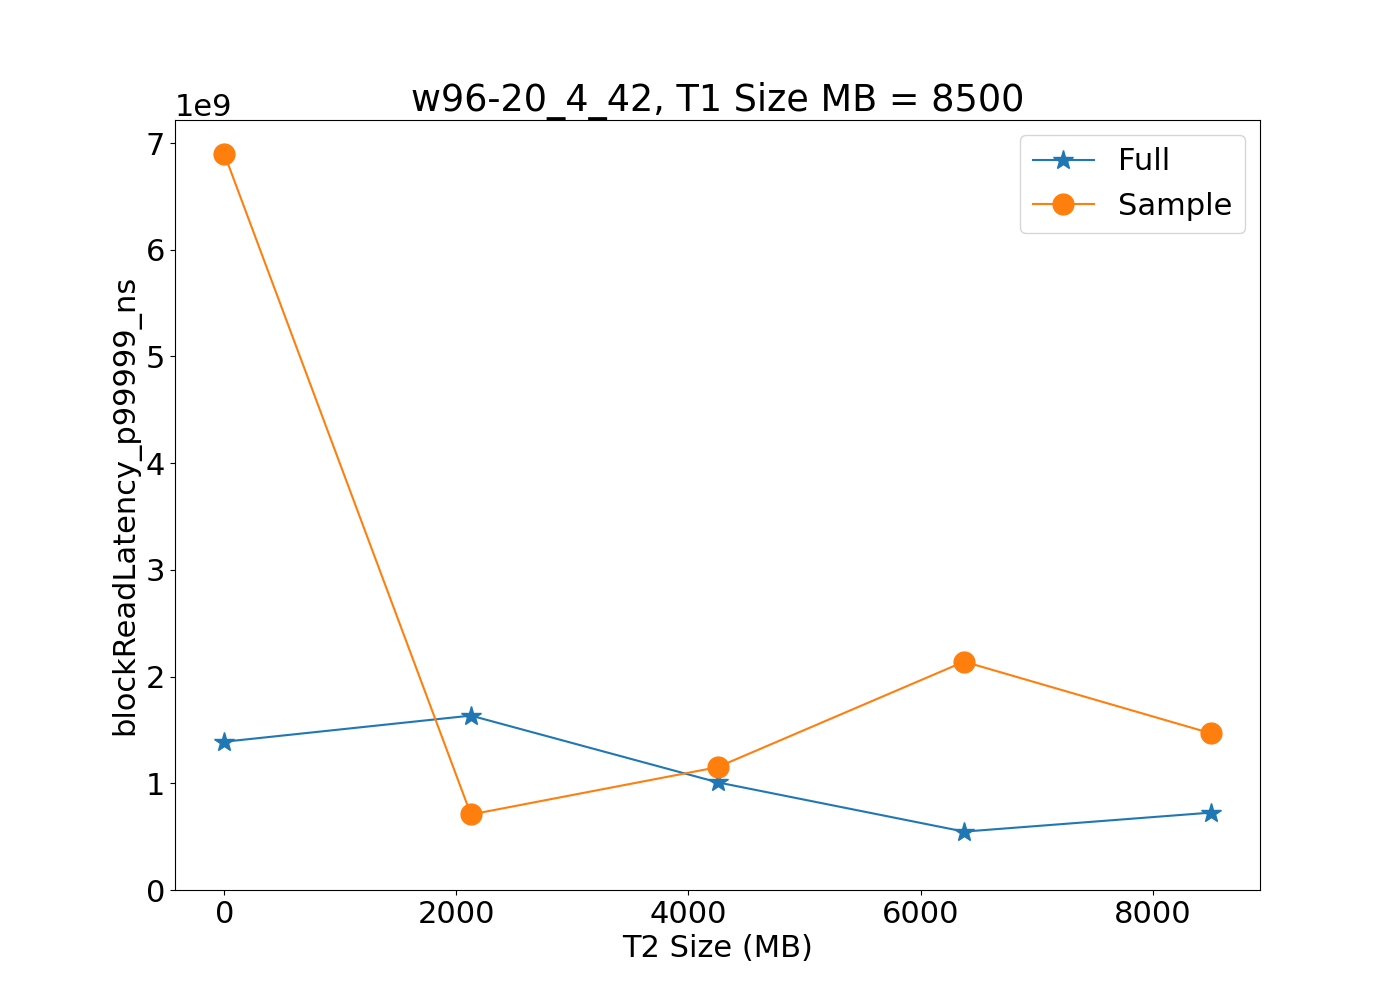 w96-20_4_42, T1 Size MB = 8500
1e9
7
6
5
4
3
2
1
0
blockReadLatency_p99999_ns
Full
Sample
0 2000 4000 6000 8000
T2 Size (MB)